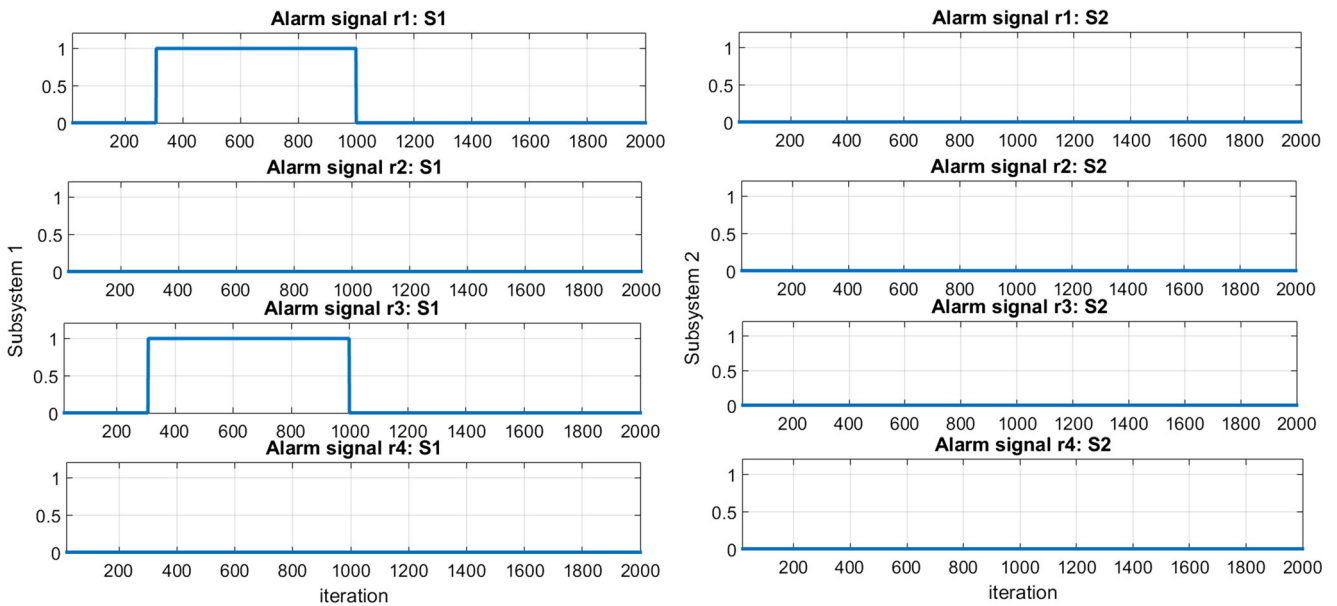 Alarm signal r1: S1
1
0.5
0
200 400 600 800 1000 1200 1400 1600 1800 2000
Alarm signal r2: S1
1
0.5
0
200 400 600 800 1000 1200 1400 1600 1800 2000
Alarm signal r3: S1
1
0.5
0
200 400 600 800 1000 1200 1400 1600 1800 2000
Alarm signal r4: S1
1
0.5
0
200 400 600 800 1000 1200 1400 1600 1800 2000
iteration
Subsystem 1
Alarm signal r1: S2
1
0.5
0
200 400 600 800 1000 1200 1400 1600 1800 2000
Alarm signal r2: S2
1
0.5
0
200 400 600 800 1000 1200 1400 1600 1800 2000
Alarm signal r3: S2
1
0.5
0
200 400 600 800 1000 1200 1400 1600 1800 2000
Alarm signal r4: S2
1
0.5
0
200 400 600 800 1000 1200 1400 1600 1800 2000
iteration
Subsystem 2